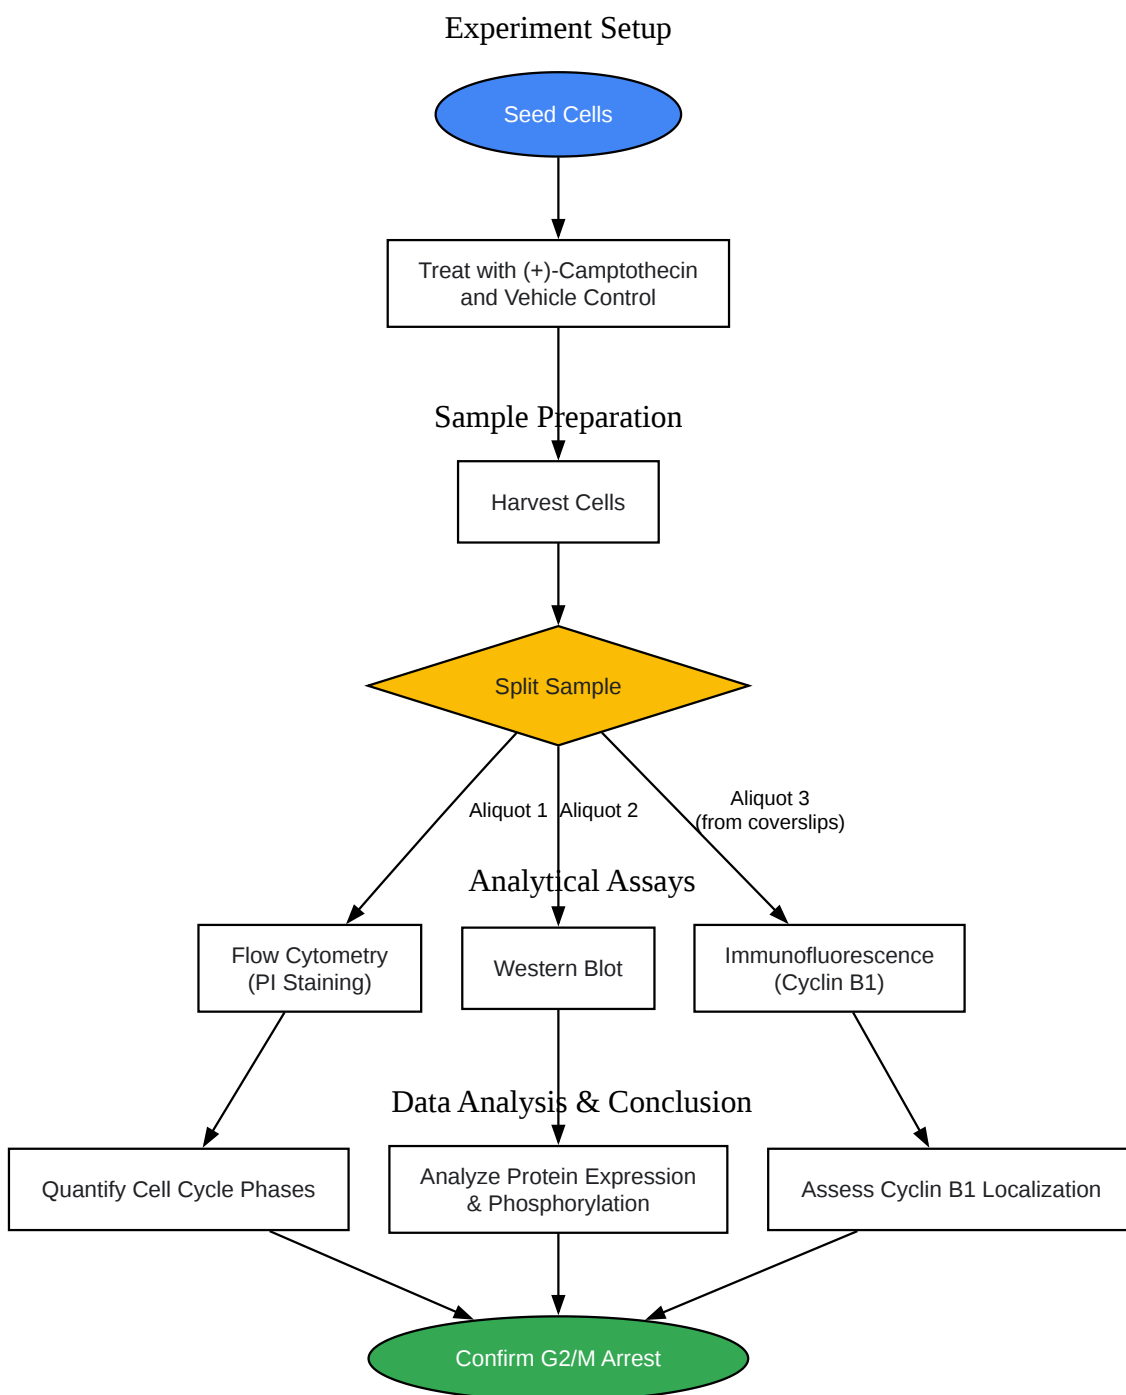 Experiment Setup
Seed Cells
Treat with (+)-Camptothecin
and Vehicle Control
Sample Preparation
Harvest Cells
Split Sample
Aliquot 1
Aliquot 2
Aliquot 3
(from coverslips)
Analytical Assays
Flow Cytometry
(PI Staining)
Western Blot
Immunofluorescence
(Cyclin B1)
Data Analysis & Conclusion
Quantify Cell Cycle Phases
Analyze Protein Expression
& Phosphorylation
Assess Cyclin B1 Localization
Confirm G2/M Arrest